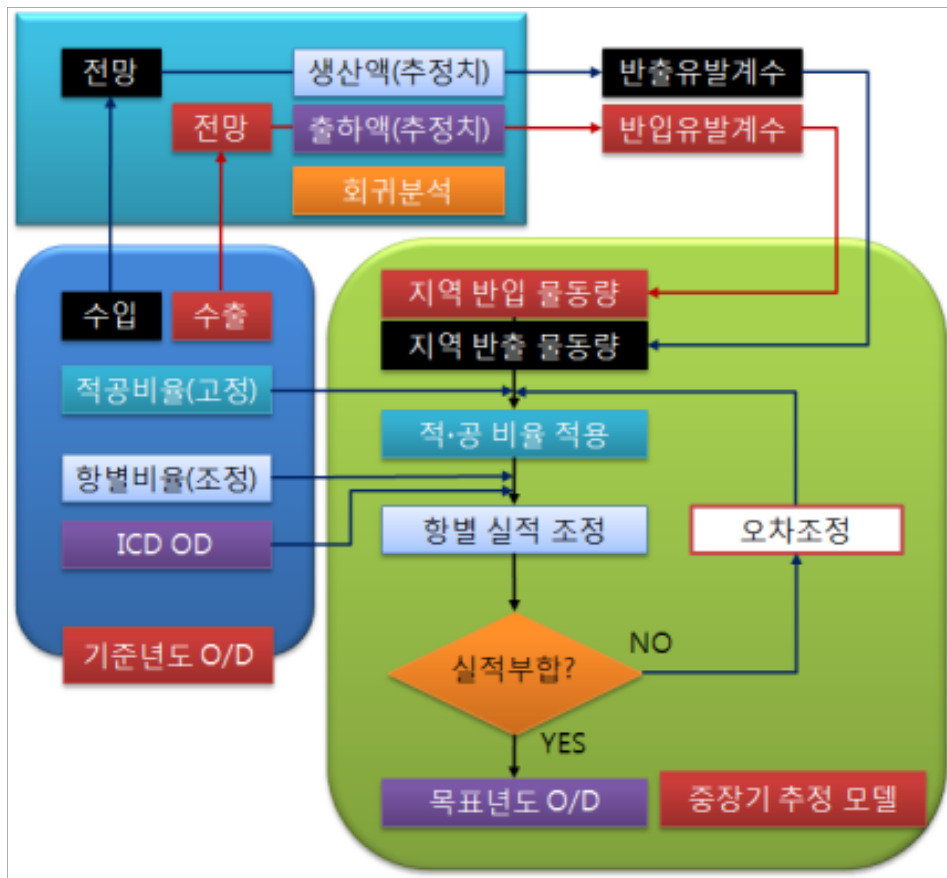 전망
생산액(추정치)
반출유발계수
전망
출하액(추정치)
반입유발계수
회귀분석
수입
수출
적공비율(고정)
항별비율(조정)
ICD OD
기준년도 O/D
지역 반입 물동량
지역 반출 물동량
적·공 비율 적용
항별 실적 조정
오차조정
실적부합?
NO
YES
목표년도 O/D
중장기 추정 모델